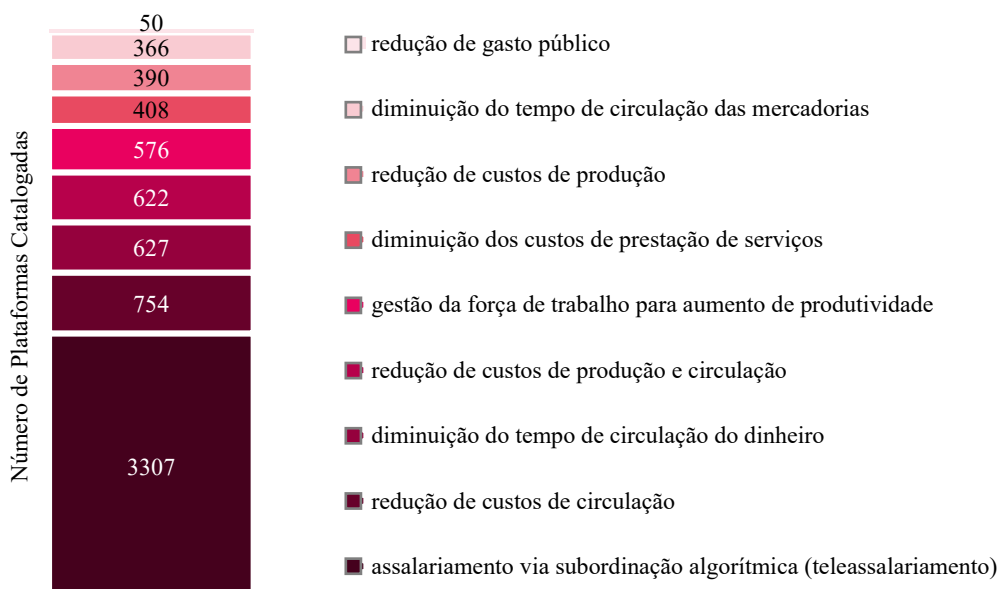 Número de Plataformas Catalogadas
50
366
390
408
576
622
627
754
3307
redução de gasto público
diminuição do tempo de circulação das mercadorias
redução de custos de produção
diminuição dos custos de prestação de serviços
gestão da força de trabalho para aumento de produtividade
redução de custos de produção e circulação
diminuição do tempo de circulação do dinheiro
redução de custos de circulação
assalariamento via subordinação algorítmica (teleassalariamento)